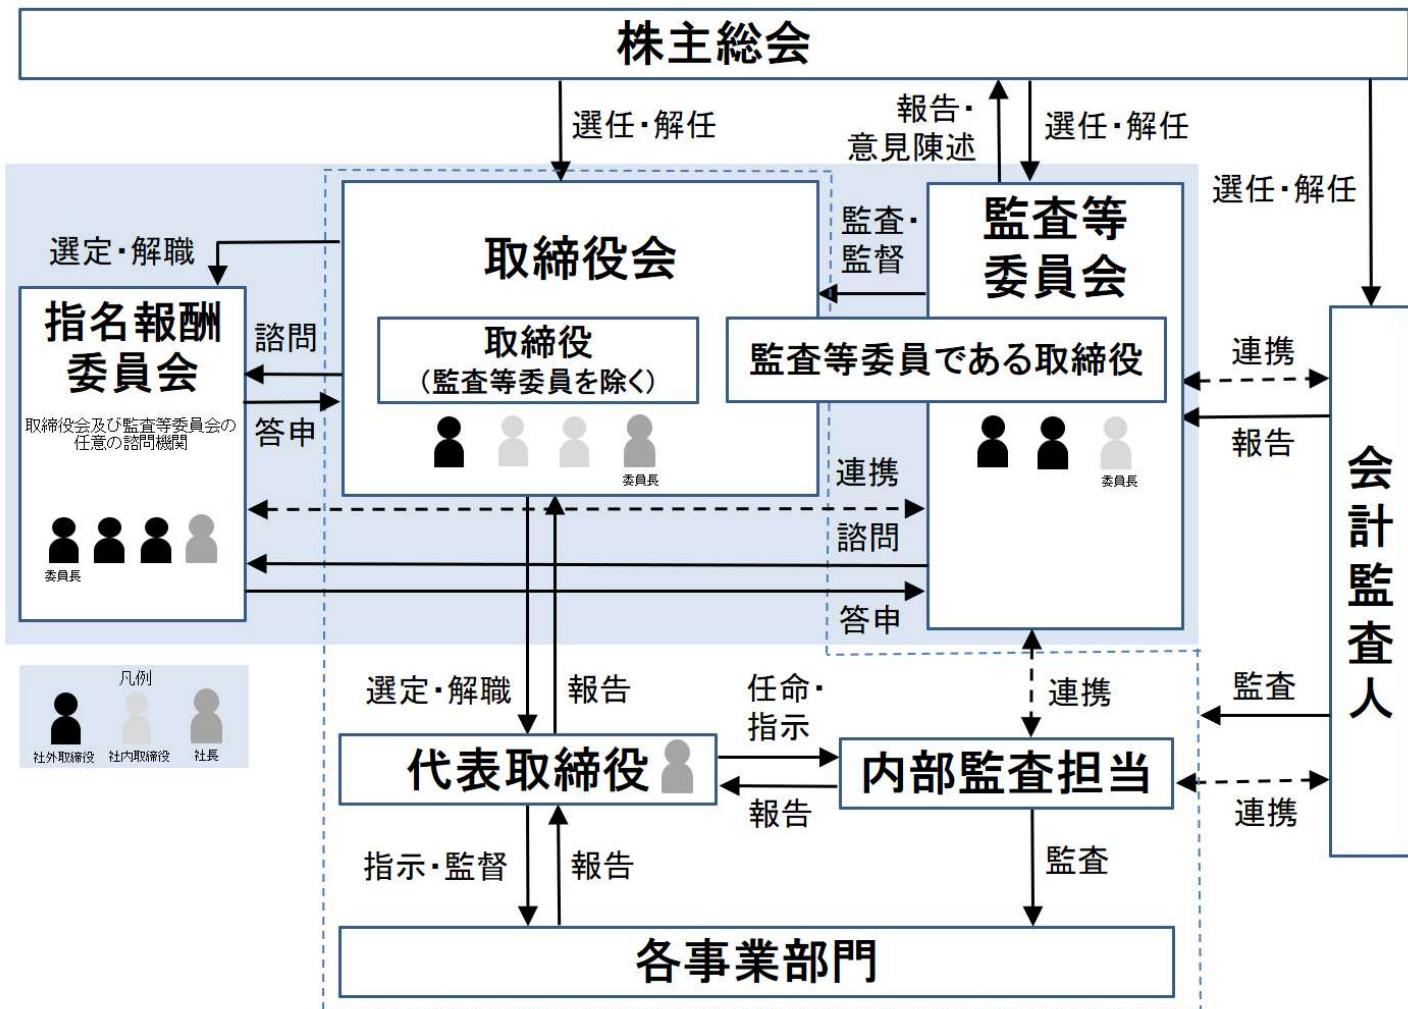 株主総会
選任・解任
報告・
意見陳述
選任・解任
選任・解任
取締役会
監査・
監督
監査等
委員会
選定・解職
指名報酬
委員会
取締役会及び監査等委員会の
任意の諮問機関
委員長
諮問
答申
取締役
（監査等委員を除く）
委員長
監査等委員である取締役
委員長
連携
報告
連携
諮問
答申
会計監査人
凡例
社外取締役
社内取締役
社長
選定・解職
報告
任命・
指示
連携
監査
代表取締役
内部監査担当
報告
連携
指示・監督
報告
監査
各事業部門